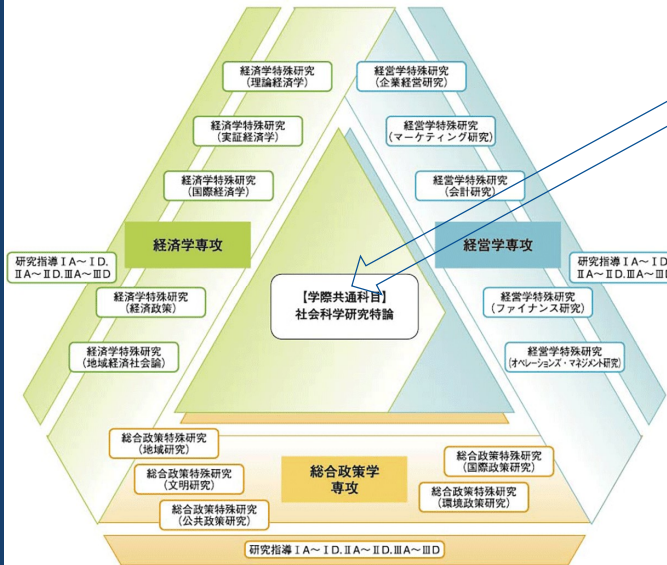 経済学特殊研究
(理論経済学)
経営学特殊研究
(企業経営研究)
経済学特殊研究
(実証経済学)
経営学特殊研究
(マーケティング研究)
経済学特殊研究
(国際経済学)
経営学特殊研究
(会計研究)
経済学専攻
経営学専攻
研究指導ⅠA～ⅠD.
ⅡA～ⅡD.ⅢA～ⅢD
研究指導ⅠA～ⅠD.
ⅡA～ⅡD.ⅢA～ⅢD
【学際共通科目】
社会科学研究特論
経済学特殊研究
(経済政策)
経営学特殊研究
(ファイナンス研究)
経済学特殊研究
(地域経済社会論)
経営学特殊研究
(オペレーションズ・マネジメント研究)
総合政策特殊研究
(地域研究)
総合政策特殊研究
(国際政策研究)
総合政策特殊研究
(文明研究)
総合政策学
専攻
総合政策特殊研究
(環境政策研究)
総合政策特殊研究
(公共政策研究)
研究指導ⅠA～ⅠD.ⅡA～ⅡD.ⅢA～ⅢD